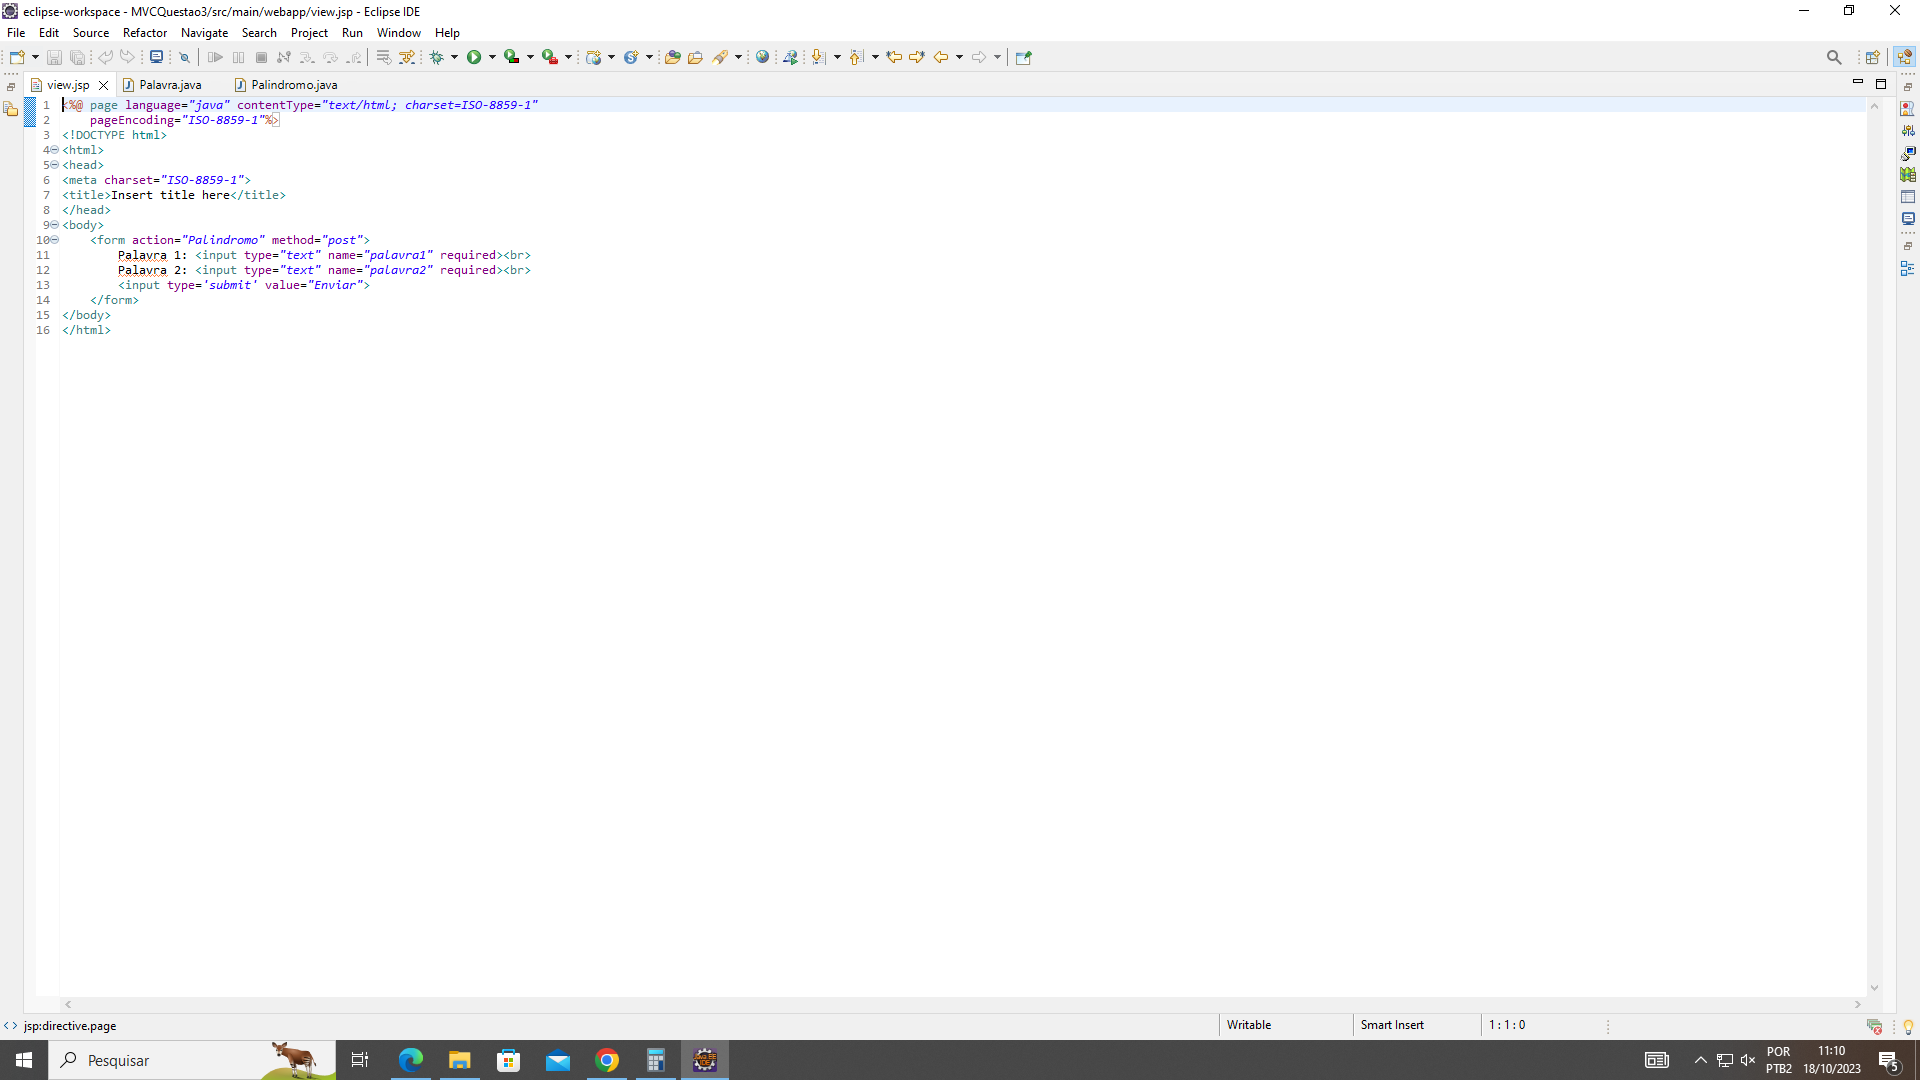 eclipse-workspace - MVCQuestao3/src/main/webapp/view.jsp - Eclipse IDE
File Edit Source Refactor Navigate Search Project Run Window Help
view.jsp Palavra.java Palindromo.java
1 <%@ page language="java" contentType="text/html; charset=ISO-8859-1"
2     pageEncoding="ISO-8859-1"%>
3 <!DOCTYPE html>
4 <html>
5 <head>
6 <meta charset="ISO-8859-1">
7 <title>Insert title here</title>
8 </head>
9 <body>
10     <form action="Palindromo" method="post">
11         Palavra 1: <input type="text" name="palavra1" required><br>
12         Palavra 2: <input type="text" name="palavra2" required><br>
13         <input type='submit' value="Enviar">
14     </form>
15 </body>
16 </html>
jsp:directive.page Writable Smart Insert 1 : 1 : 0
Pesquisar
POR 11:10
PTB2 18/10/2023 5